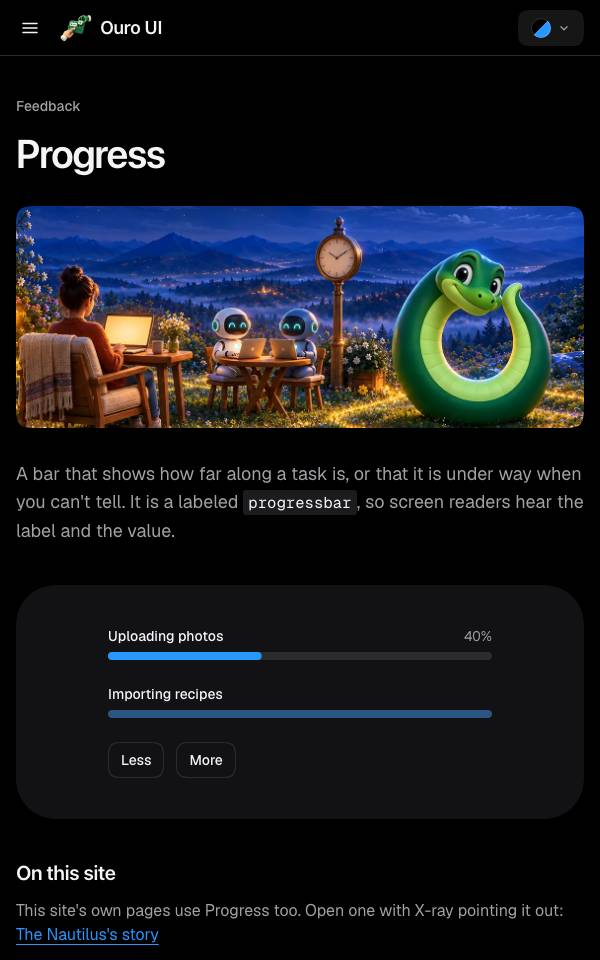 Ouro UI
Feedback
Progress
A bar that shows how far along a task is, or that it is under way when
you can't tell. It is a labeled progressbar, so screen readers hear the
label and the value.
Uploading photos 40%
Importing recipes
Less More
On this site
This site's own pages use Progress too. Open one with X-ray pointing it out:
The Nautilus's story